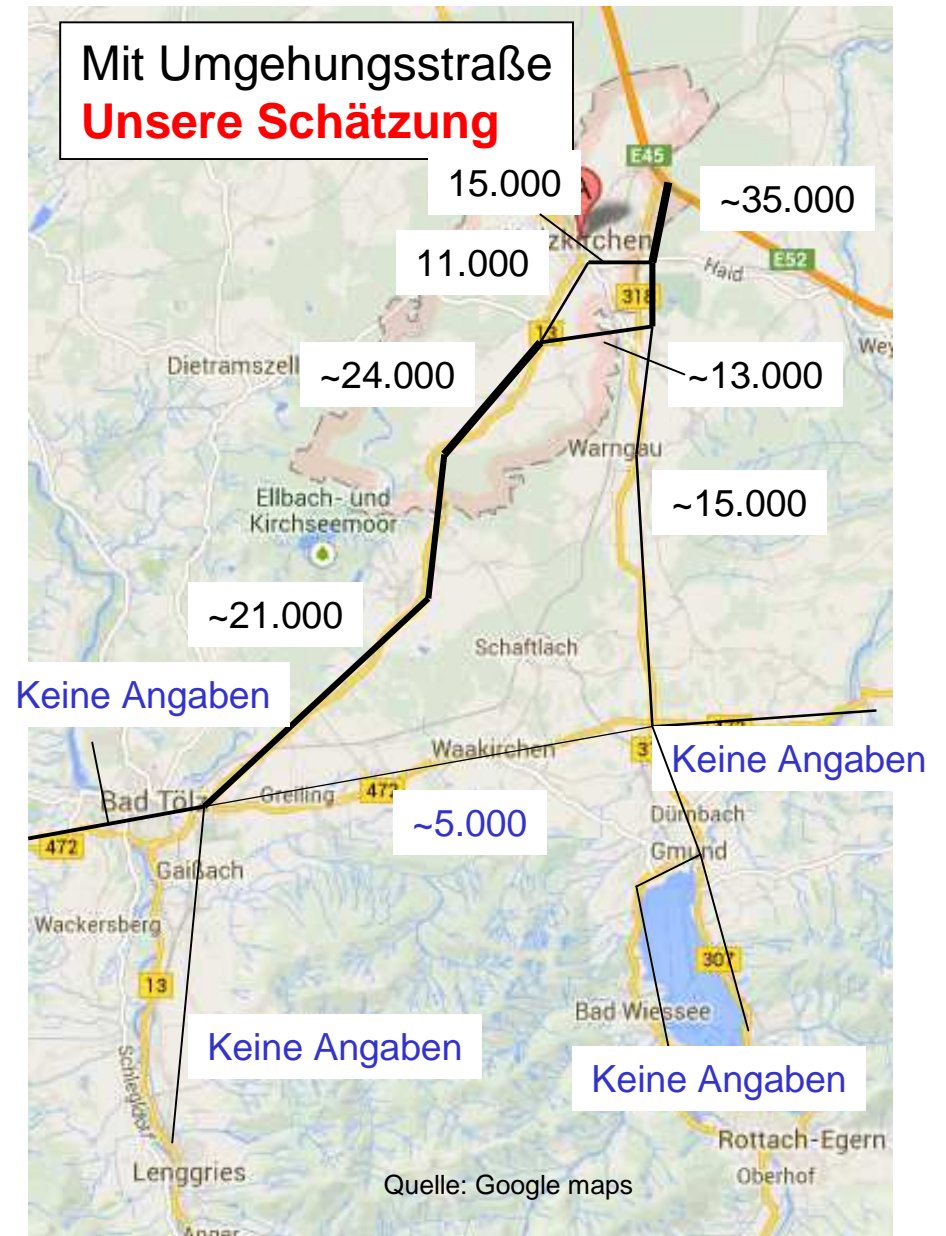 Mit Umgehungsstraße
Unsere Schätzung
E45
15.000
~35.000
zkirchen
11.000
Haid
E52
318
13
Wey
Dietramszell
~24.000
~13.000
Warngau
Ellbach- und
Kirchseemoor
~15.000
~21.000
Schaftlach
Keine Angaben
Waakirchen
Keine Angaben
Bad Tölz
Greiling
472
~5.000
Dürnbach
472
Gmund
Gaißach
Wackersberg
307
13
Bad Wiessee
Keine Angaben
Keine Angaben
Rottach-Egern
Lenggries
Oberhof
Quelle: Google maps